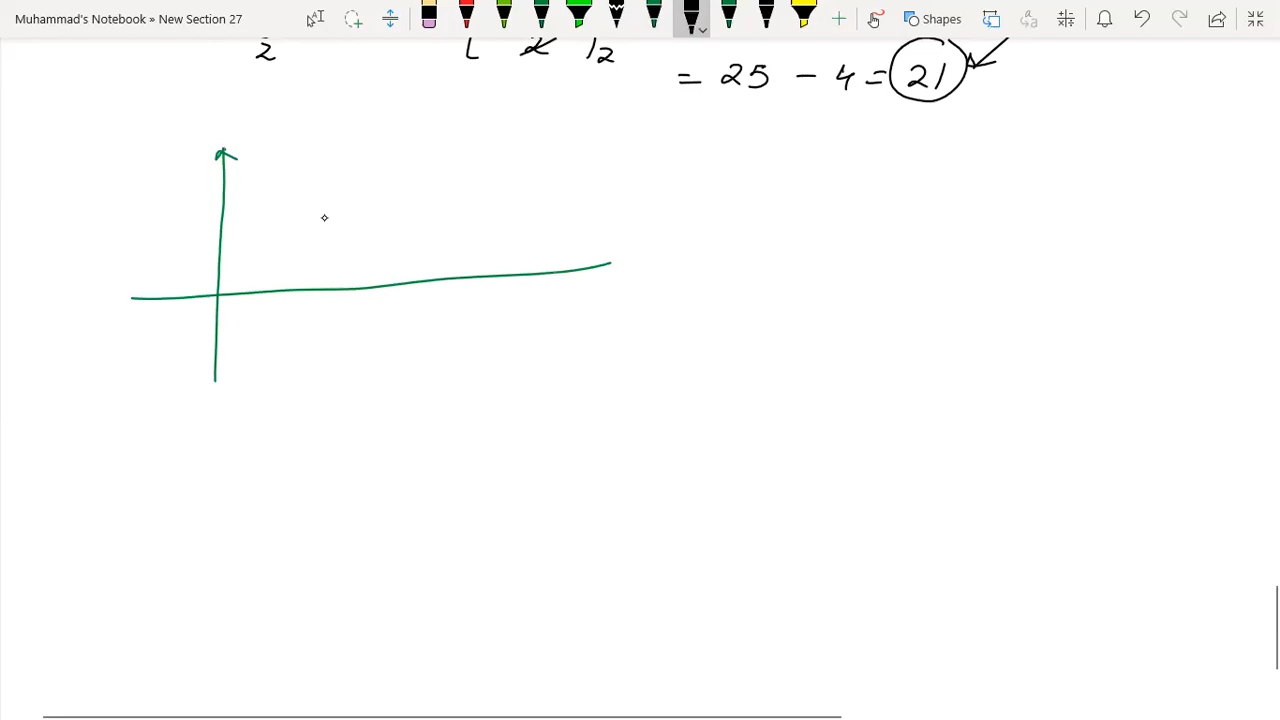 Muhammad's Notebook » New Section 27
Shapes
= 25 - 4 = 21